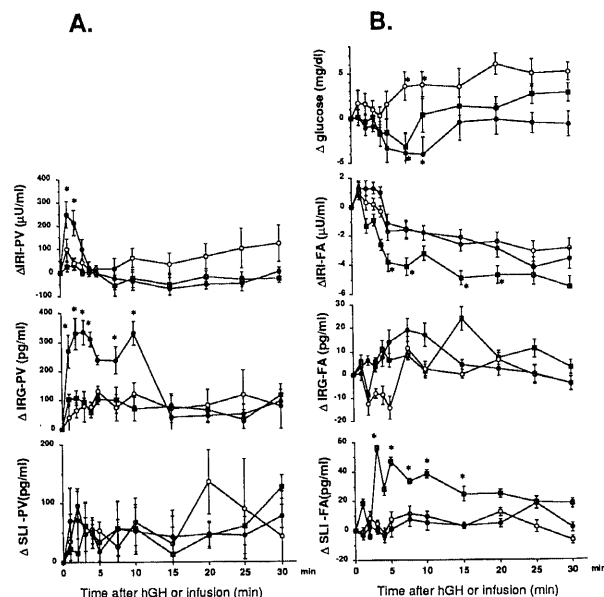 A.
B.
Δ glucose (mg/dl)
5
0
-5
ΔIRI-PV (μU/ml)
400
300
200
100
0
-100
ΔIRI-FA (μU/ml)
2
0
-2
-4
-6
Δ IRG-PV (pg/ml)
400
300
200
100
0
Δ IRG-FA (pg/ml)
30
20
10
0
-10
-20
Δ SLI -PV(pg/ml)
200
100
0
Δ SLI -FA(pg/ml)
60
40
20
0
-20
0 5 10 15 20 25 30 min
Time after hGH or infusion (min)
0 5 10 15 20 25 30 min
Time after hGH or infusion (min)